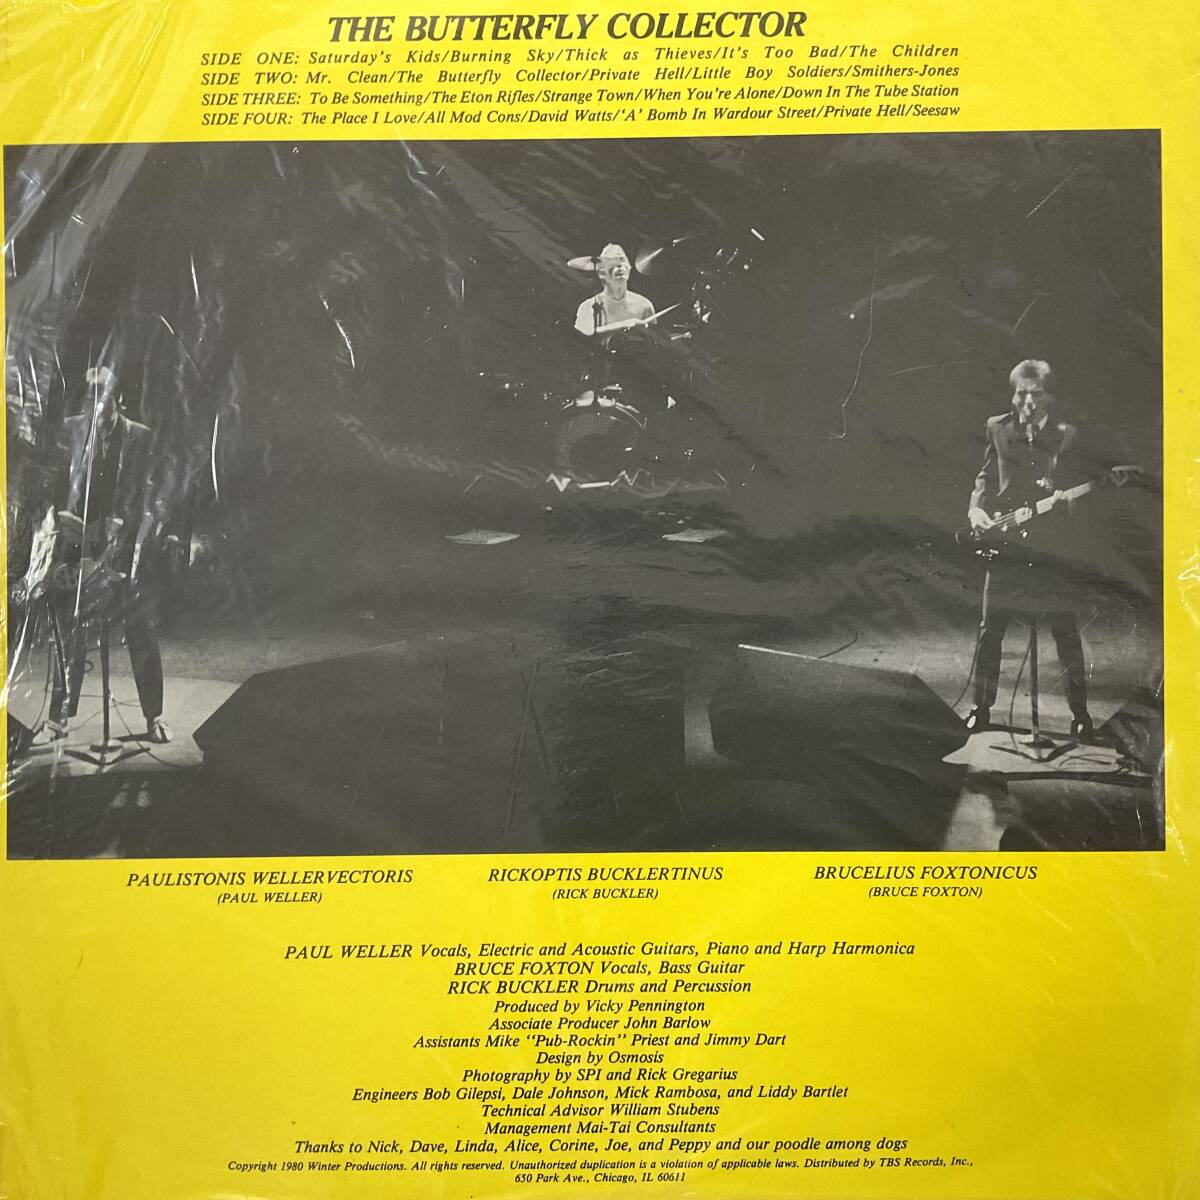 THE BUTTERFLY COLLECTOR
SIDE ONE: Saturday's Kids/Burning Sky/Thick as Thieves/It's Too Bad/The Children
SIDE TWO: Mr. Clean/The Butterfly Collector/Private Hell/Little Boy Soldiers/Smithers-Jones
SIDE THREE: To Be Something/The Eton Rifles/Strange Town/When You're Alone/Down In The Tube Station
SIDE FOUR: The Place I Love/All Mod Cons/David Watts/‘A’ Bomb In Wardour Street/Private Hell/Seesaw
PAULISTONIS WELLERVECTORIS
(PAUL WELLER)
RICKOPTIS BUCKLERTINUS
(RICK BUCKLER)
BRUCELIUS FOXTONICUS
(BRUCE FOXTON)
PAUL WELLER Vocals, Electric and Acoustic Guitars, Piano and Harp Harmonica
BRUCE FOXTON Vocals, Bass Guitar
RICK BUCKLER Drums and Percussion
Produced by Vicky Pennington
Associate Producer John Barlow
Assistants Mike “Pub-Rockin” Priest and Jimmy Dart
Design by Osmosis
Photography by SPI and Rick Gregarius
Engineers Bob Gilepsi, Dale Johnson, Mick Rambosa, and Liddy Bartlet
Technical Advisor William Stubens
Management Mai-Tai Consultants
Thanks to Nick, Dave, Linda, Alice, Corine, Joe, and Peppy and our poodle among dogs
Copyright 1980 Winter Productions. All rights reserved. Unauthorized duplication is a violation of applicable laws. Distributed by TBS Records, Inc.,
650 Park Ave., Chicago, IL 60611